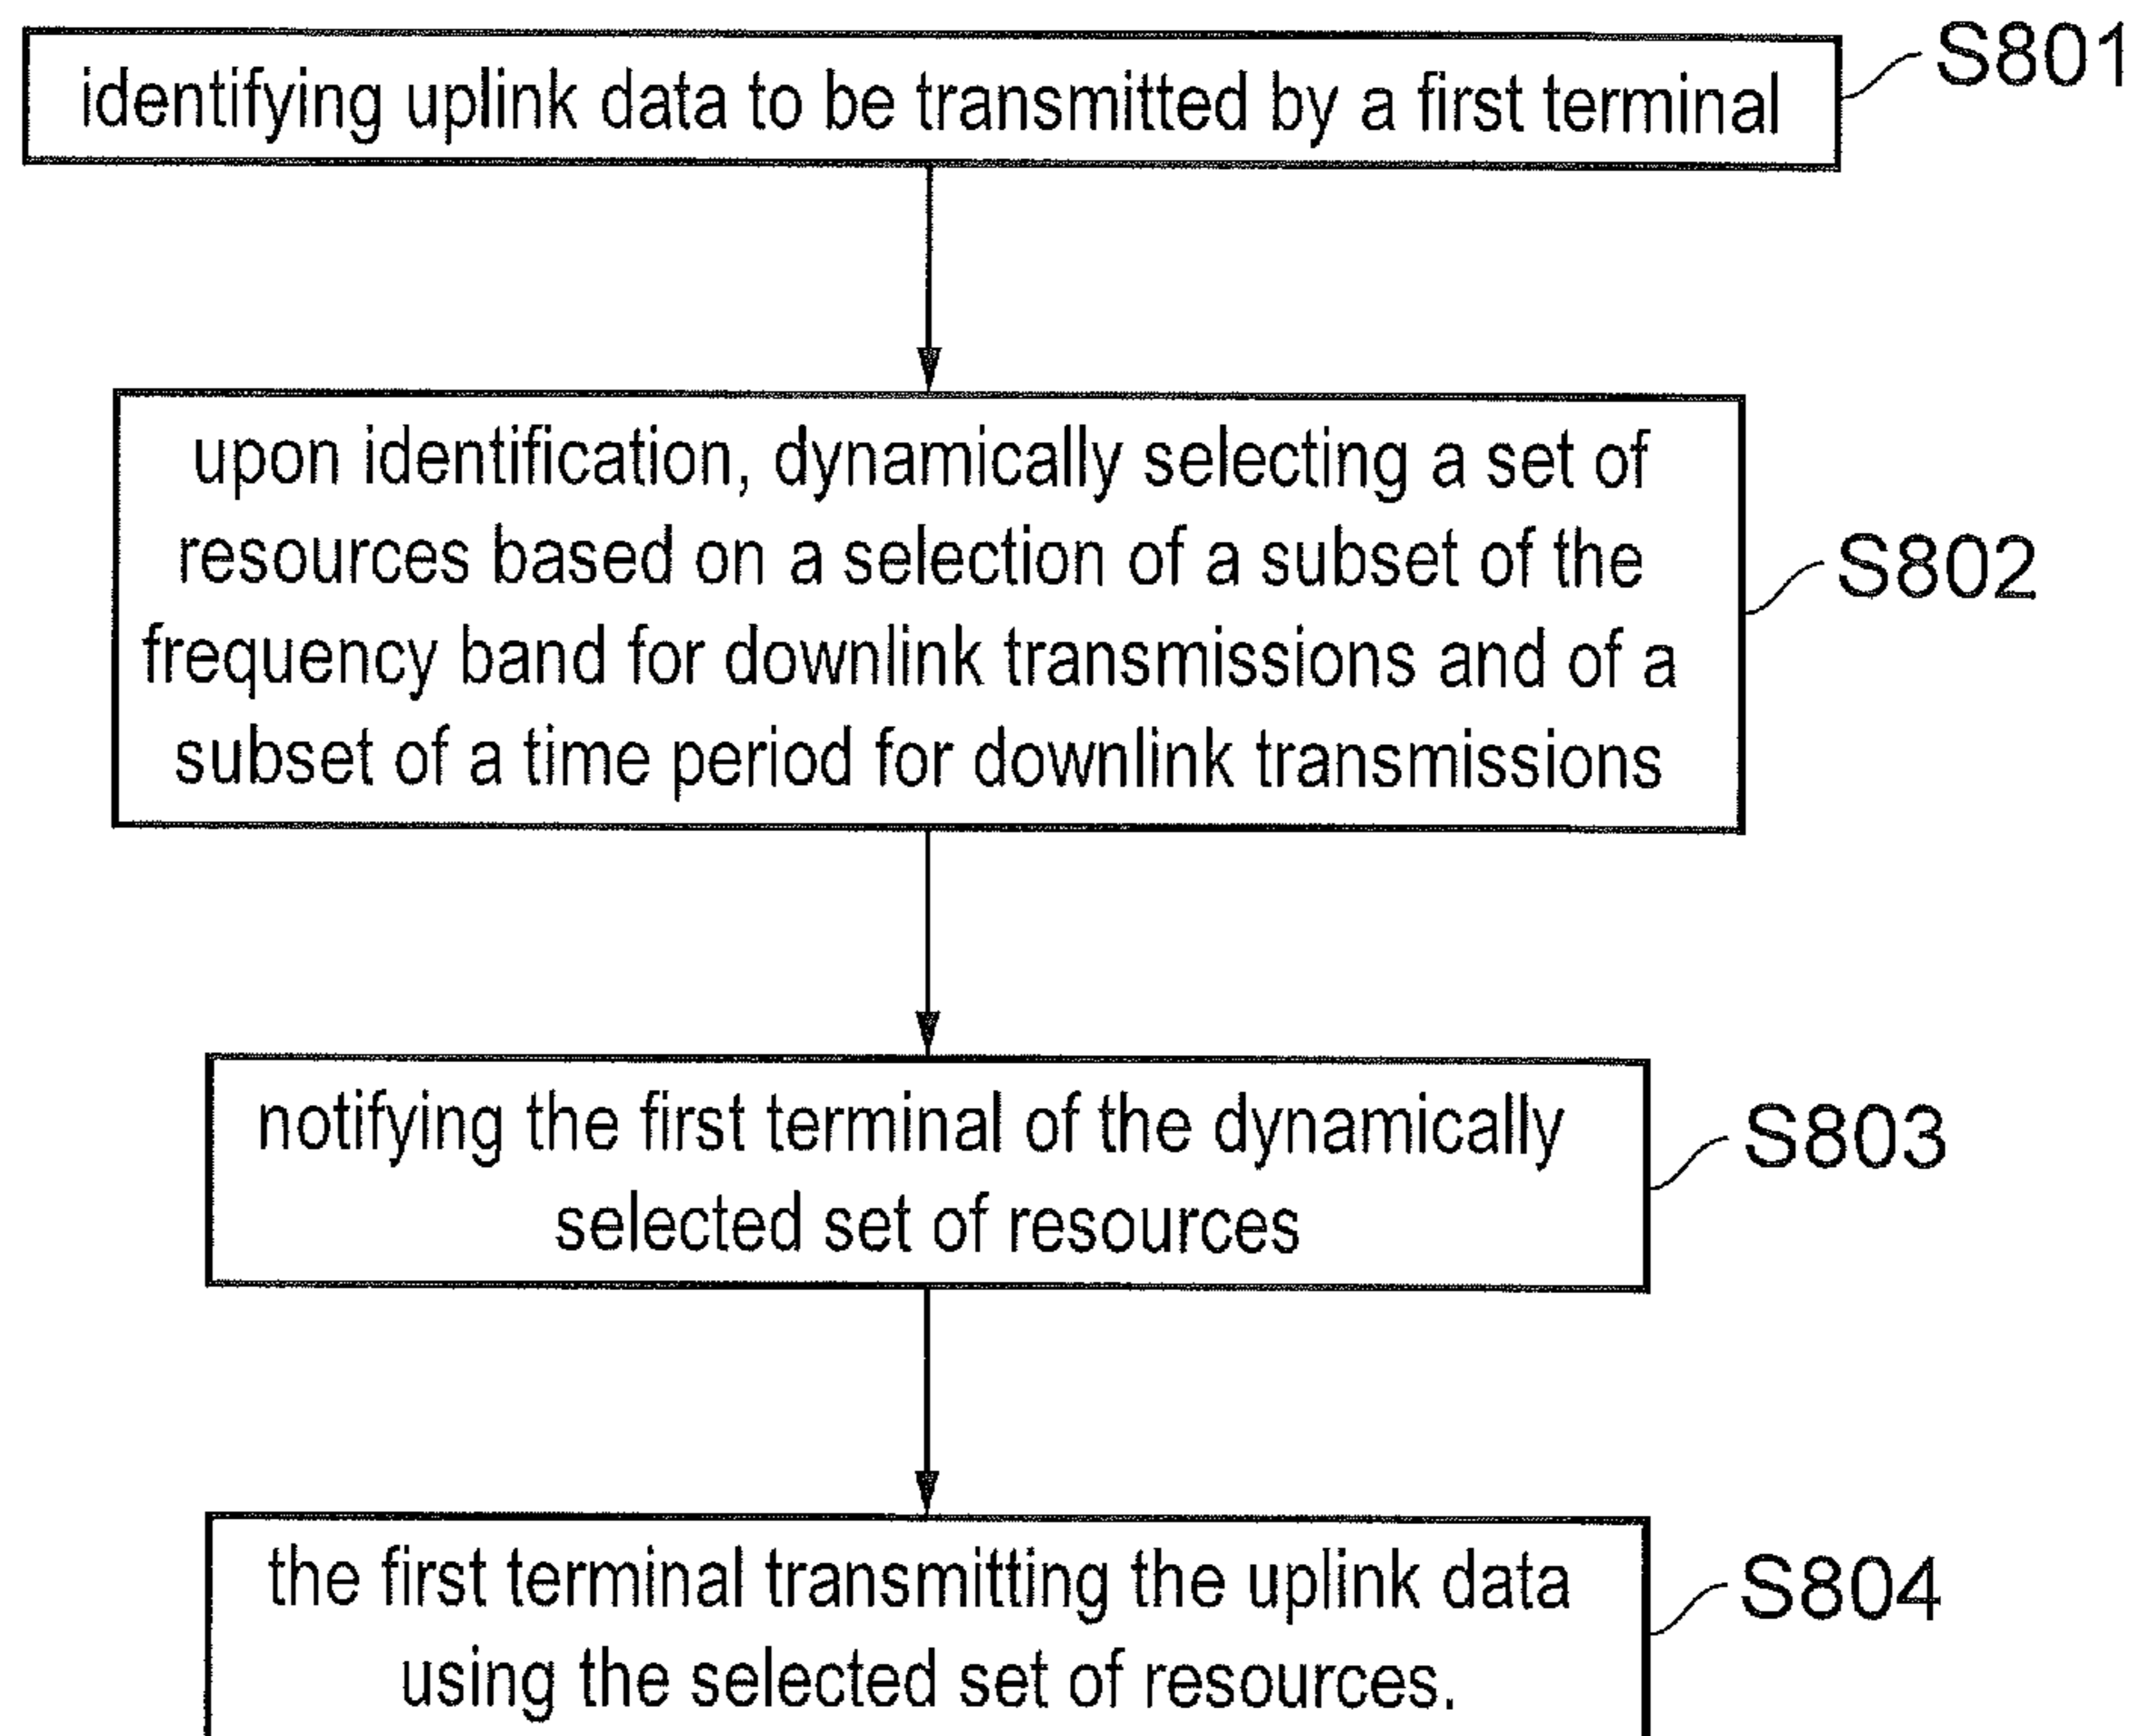 identifying uplink data to be transmitted by a first terminal
S801
upon identification, dynamically selecting a set of
resources based on a selection of a subset of the
frequency band for downlink transmissions and of a
subset of a time period for downlink transmissions
S802
notifying the first terminal of the dynamically
selected set of resources
S803
the first terminal transmitting the uplink data
using the selected set of resources.
S804